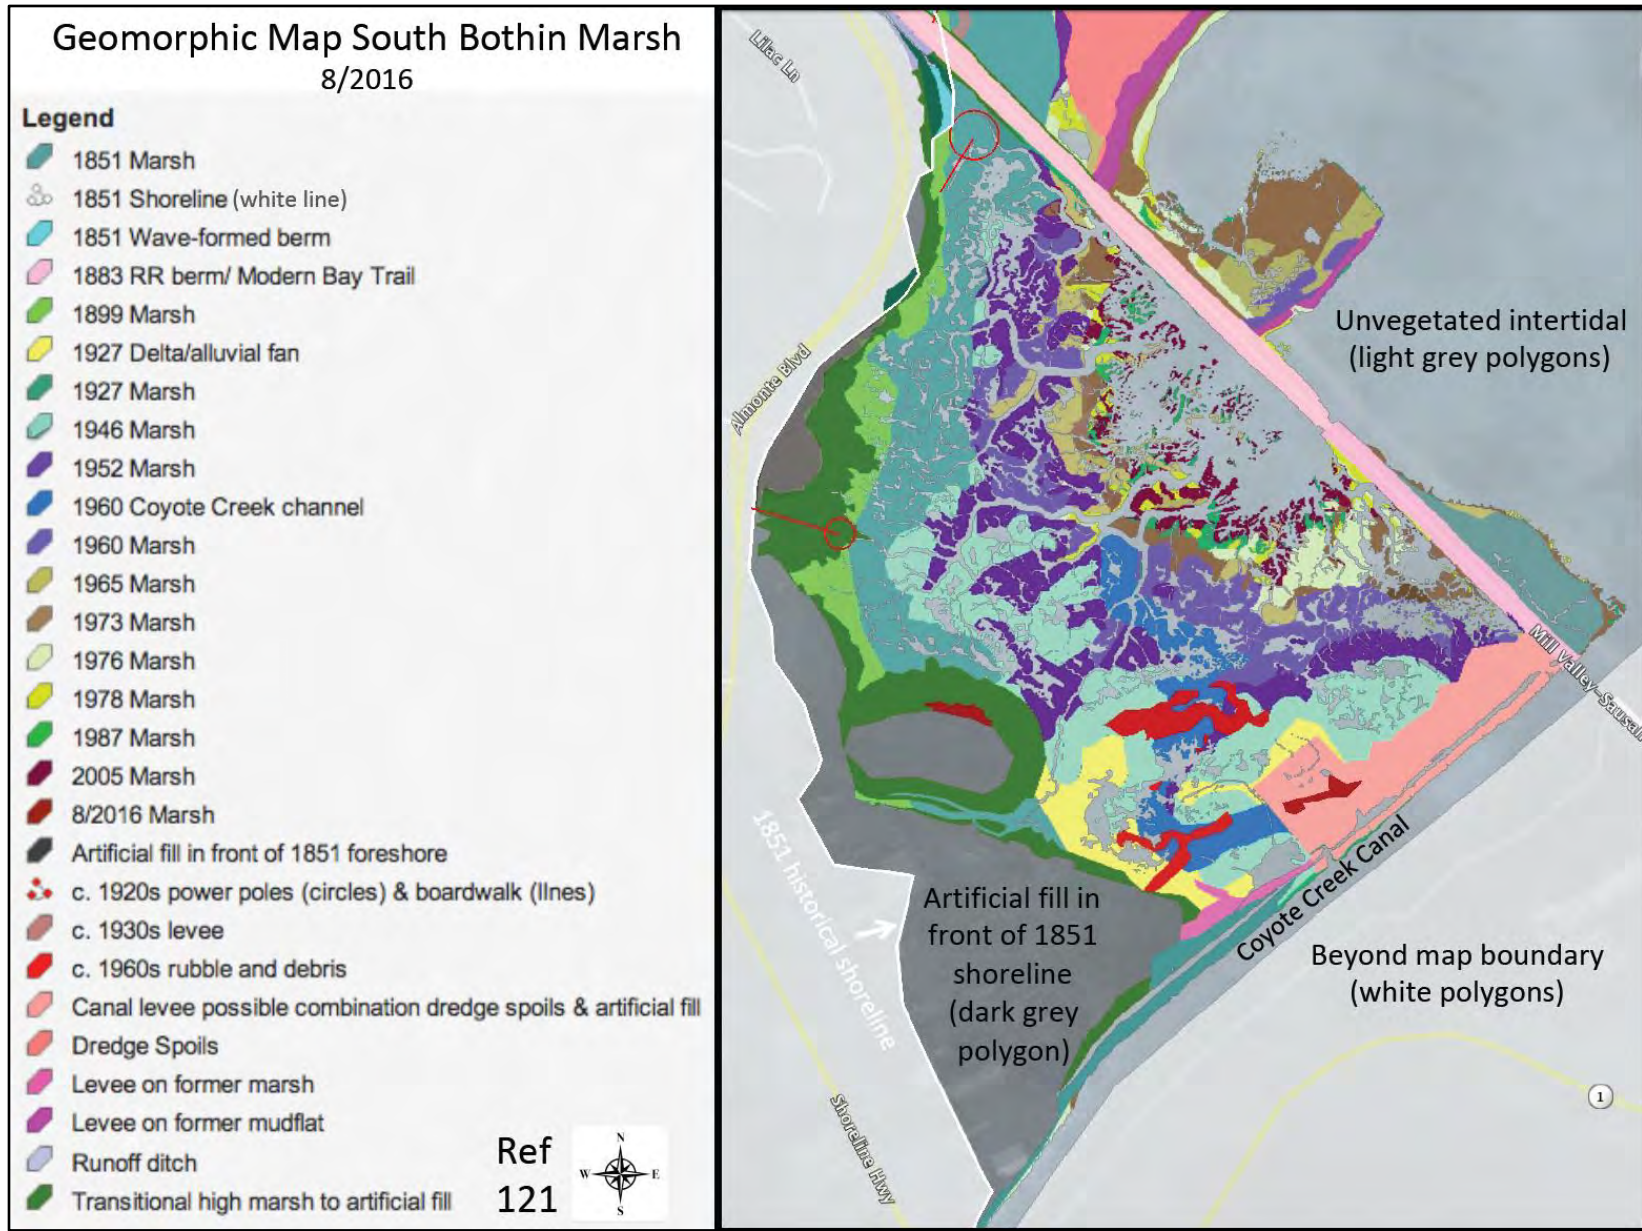 Geomorphic Map South Bothin Marsh
8/2016
Legend
1851 Marsh
1851 Shoreline (white line)
1851 Wave-formed berm
1883 RR berm/ Modern Bay Trail
1899 Marsh
1927 Delta/alluvial fan
1927 Marsh
1946 Marsh
1952 Marsh
1960 Coyote Creek channel
1960 Marsh
1965 Marsh
1973 Marsh
1976 Marsh
1978 Marsh
1987 Marsh
2005 Marsh
8/2016 Marsh
Artificial fill in front of 1851 foreshore
c. 1920s power poles (circles) & boardwalk (lInes)
c. 1930s levee
c. 1960s rubble and debris
Canal levee possible combination dredge spoils & artificial fill
Dredge Spoils
Levee on former marsh
Levee on former mudflat
Runoff ditch
Transitional high marsh to artificial fill
Ref
121
N
W E
S
Lilac Ln
Almonte Blvd
Unvegetated intertidal
(light grey polygons)
Mill Valley-Sausali
Coyote Creek Canal
1851 historical shoreline
Artificial fill in
front of 1851
shoreline
(dark grey
polygon)
Beyond map boundary
(white polygons)
Shoreline Hwy
1